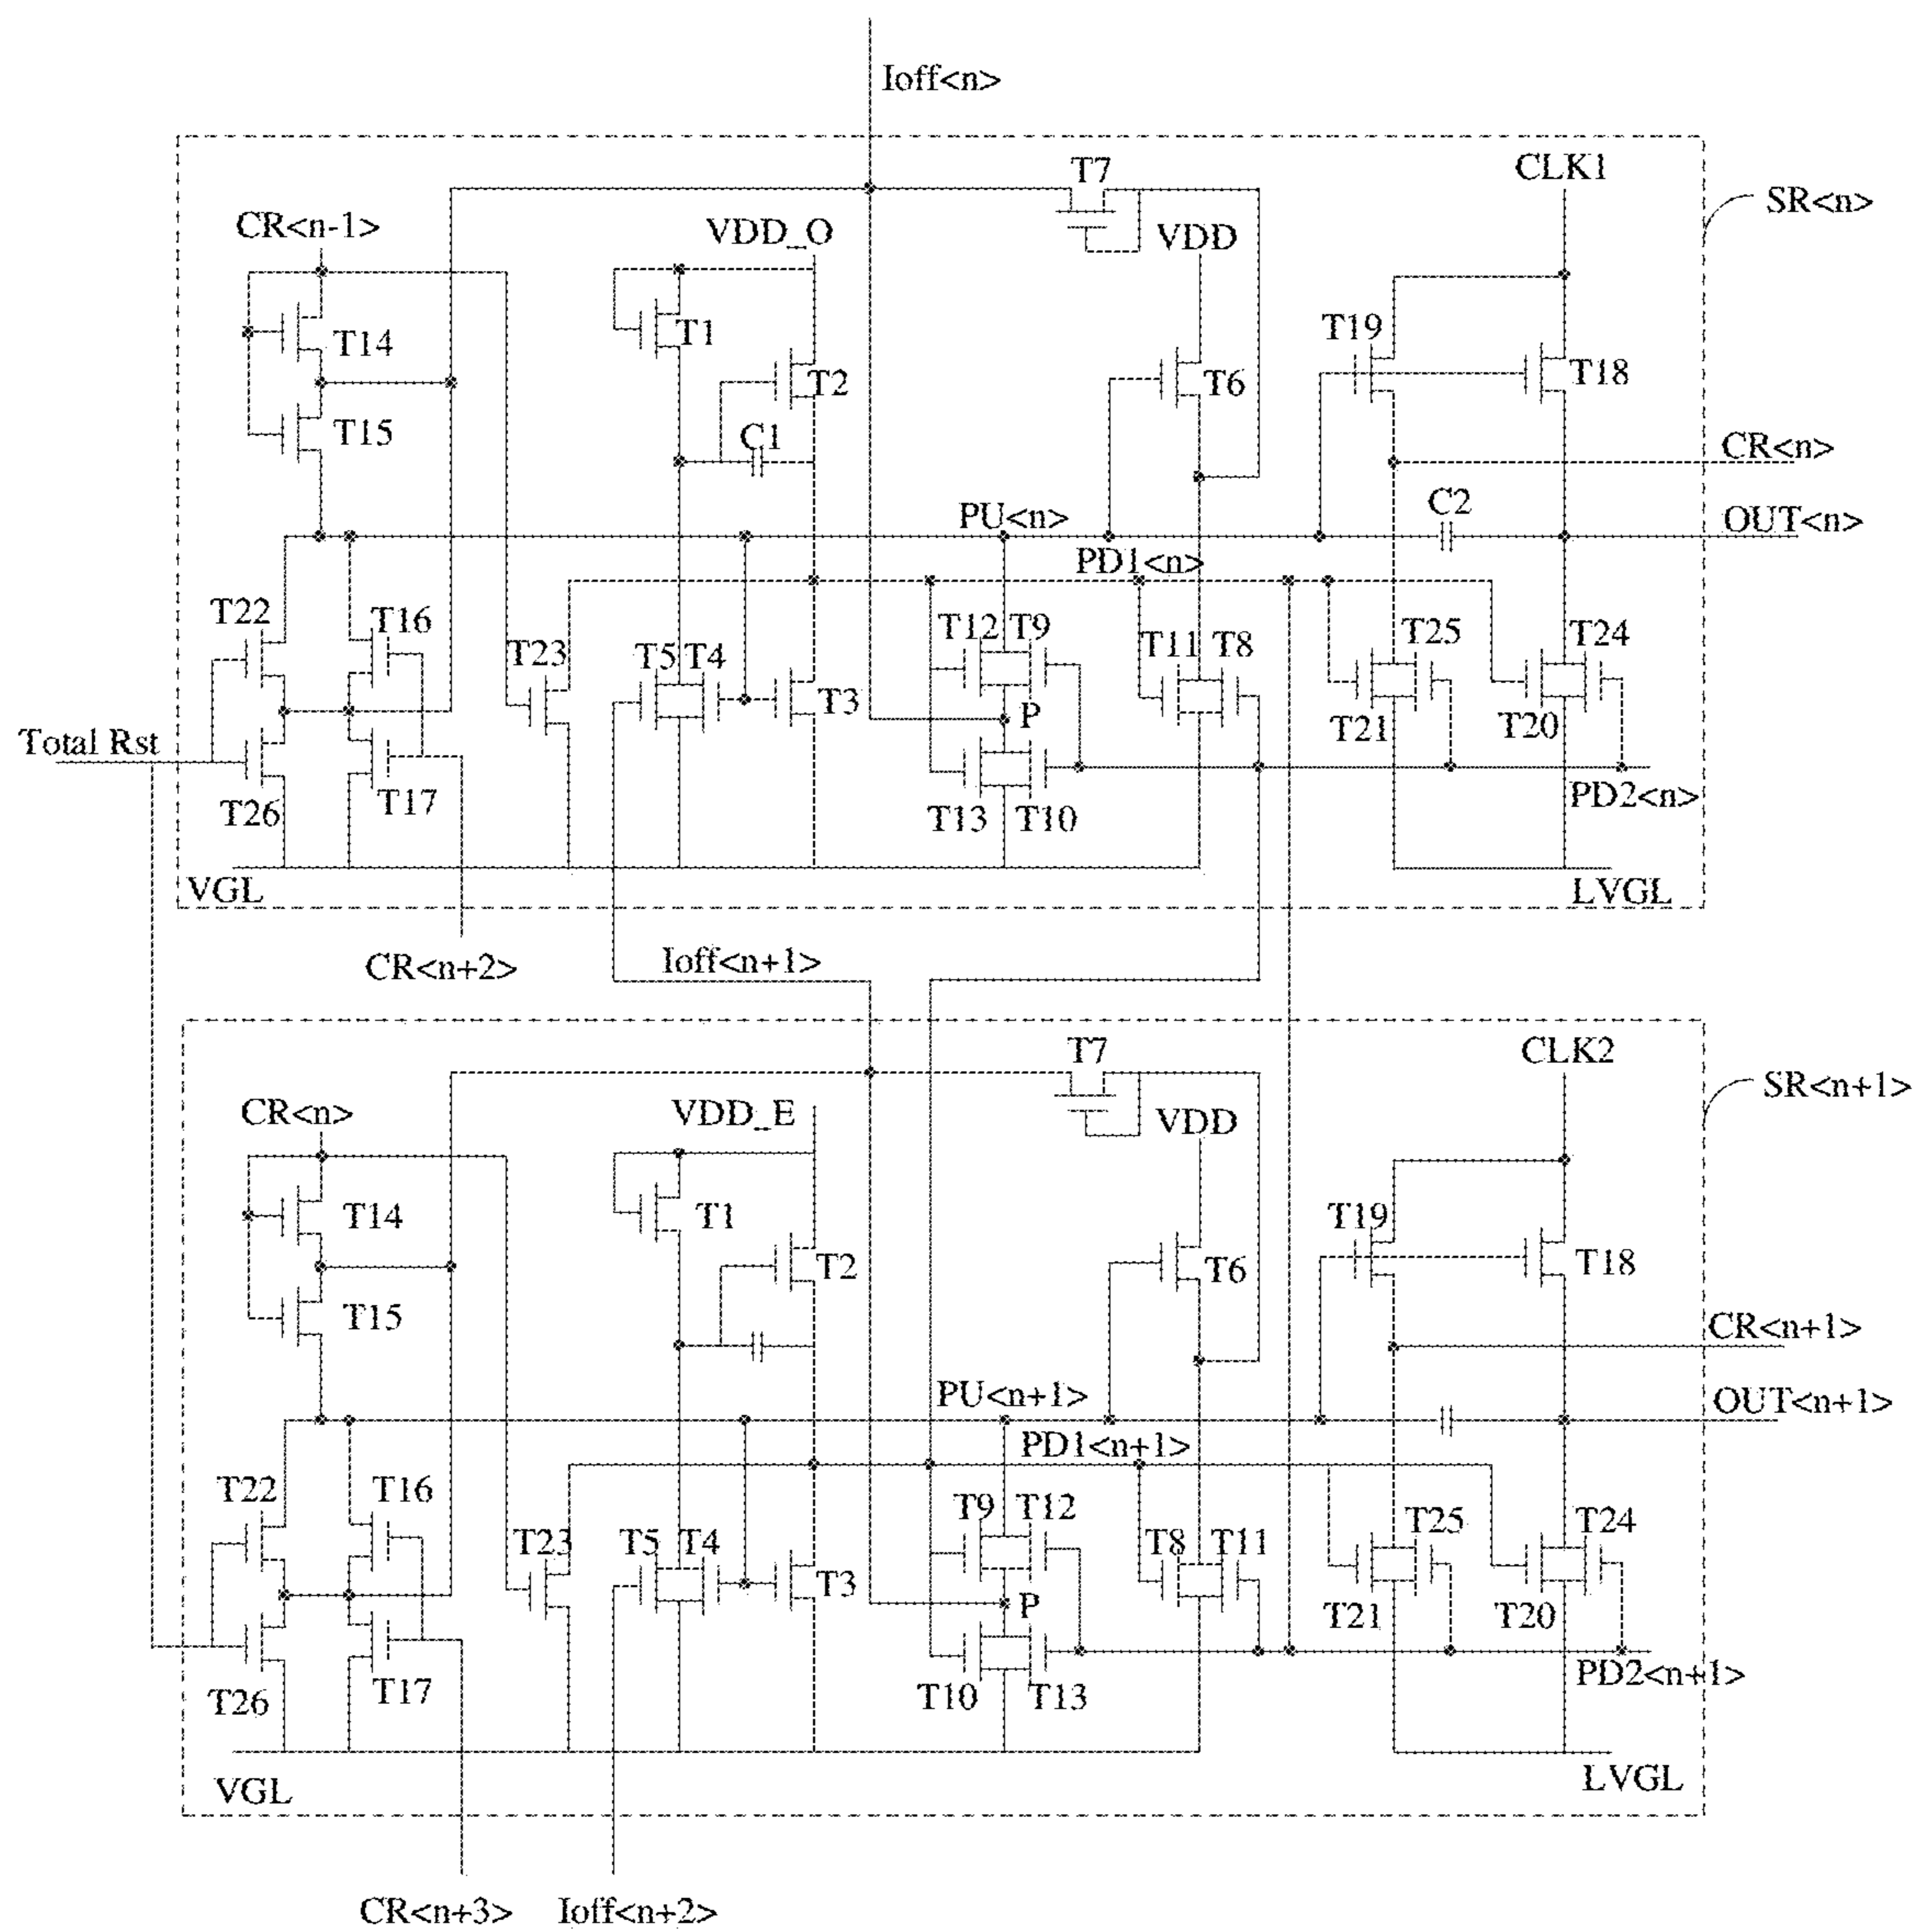 Ioff<n>
T7
CLK1
SR<n>
CR<n-1>
VDD_O
VDD
T19
T14
T1
T2
T6
T18
T15
C1
CR<n>
C2
PU<n>
OUT<n>
PD1<n>
T22
T16
T12 T9
T25
T24
T23
T5 T4
T11 T8
T3
P
T21
T20
Total Rst
T26
T17
T13 T10
PD2<n>
VGL
LVGL
CR<n+2>
Ioff<n+1>
T7
CLK2
SR<n+1>
CR<n>
VDD_E
VDD
T14
T1
T19
T2
T6
T18
T15
CR<n+1>
PU<n+1>
OUT<n+1>
PD1<n+1>
T22
T16
T9 T12
T25
T24
T23
T5 T4
T8 T11
T3
P
T21
T20
T26
T17
T10 T13
PD2<n+1>
VGL
LVGL
CR<n+3>
Ioff<n+2>